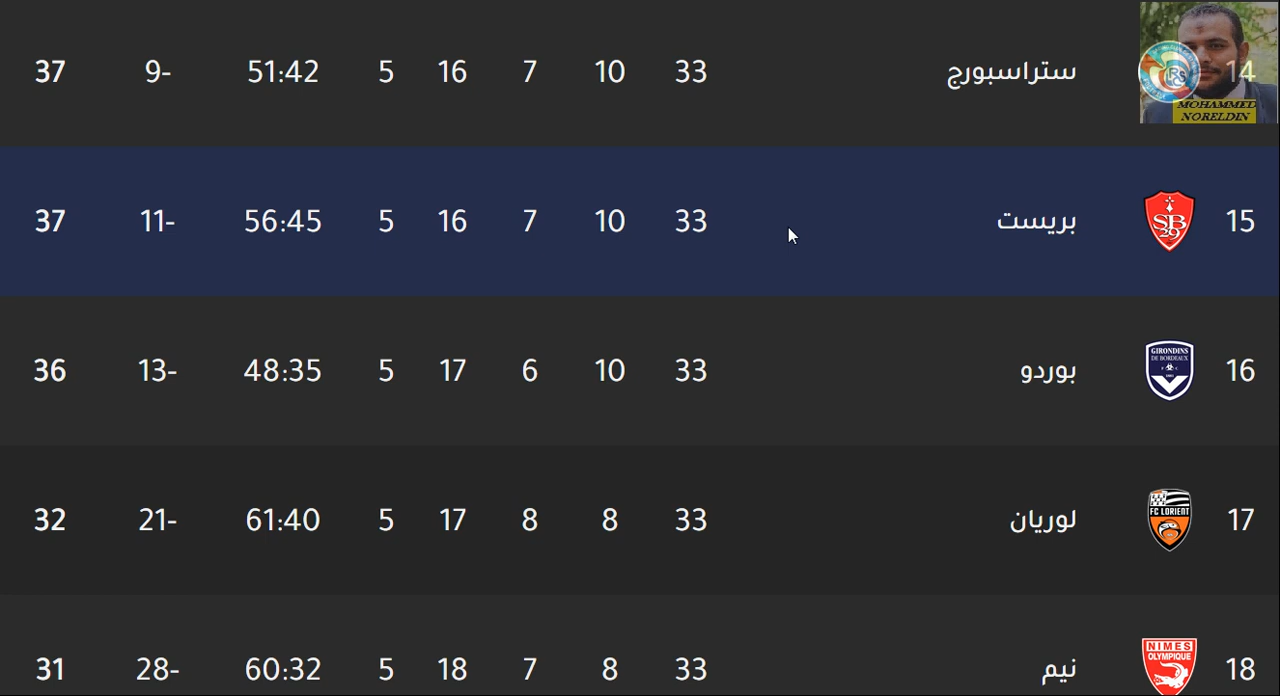 14 ستراسبورج 33 10 7 16 5 51:42 9- 37
MOHAMMED
NORELDIN
15 بريست 33 10 7 16 5 56:45 11- 37
SB
29
16 بوردو 33 10 6 17 5 48:35 13- 36
GIRONDINS
DE BORDEAUX
17 لوريان 33 8 8 17 5 61:40 21- 32
FC LORIENT
18 نيم 33 8 7 18 5 60:32 28- 31
NIMES
OLYMPIQUE